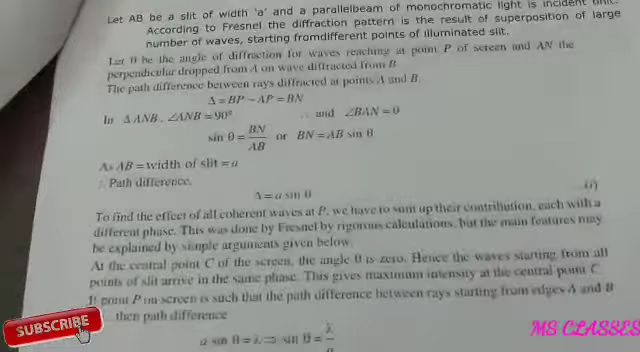 Let AB be a slit of width 'a' and a parallelbeam of monochromatic light is incident
According to Fresnel the diffraction pattern is the result of superposition of large
number of waves, starting fromdifferent points of illuminated slit.
Let θ be the angle of diffraction for waves reaching at point P of screen and AN the
perpendicular dropped from A on wave diffracted from B.
The path difference between rays diffracted at points A and B.
Δ = BP − AP = BN
In ΔANB, ∠ANB = 90° ∴ and ∠BAN = θ
sin θ = BN/AB or BN = AB sin θ
As AB = width of slit = a
∴ Path difference,
Δ = a sin θ ...(i)
To find the effect of all coherent waves at P, we have to sum up their contribution, each with a
different phase. This was done by Fresnel by rigorous calculations, but the main features may
be explained by simple arguments given below.
At the central point C of the screen, the angle θ is zero. Hence the waves starting from all
points of slit arrive in the same phase. This gives maximum intensity at the central point C.
If point P on screen is such that the path difference between rays starting from edges A and B
then path difference
a sin θ = λ ⇒ sin θ = λ/a
SUBSCRIBE
MS CLASSES